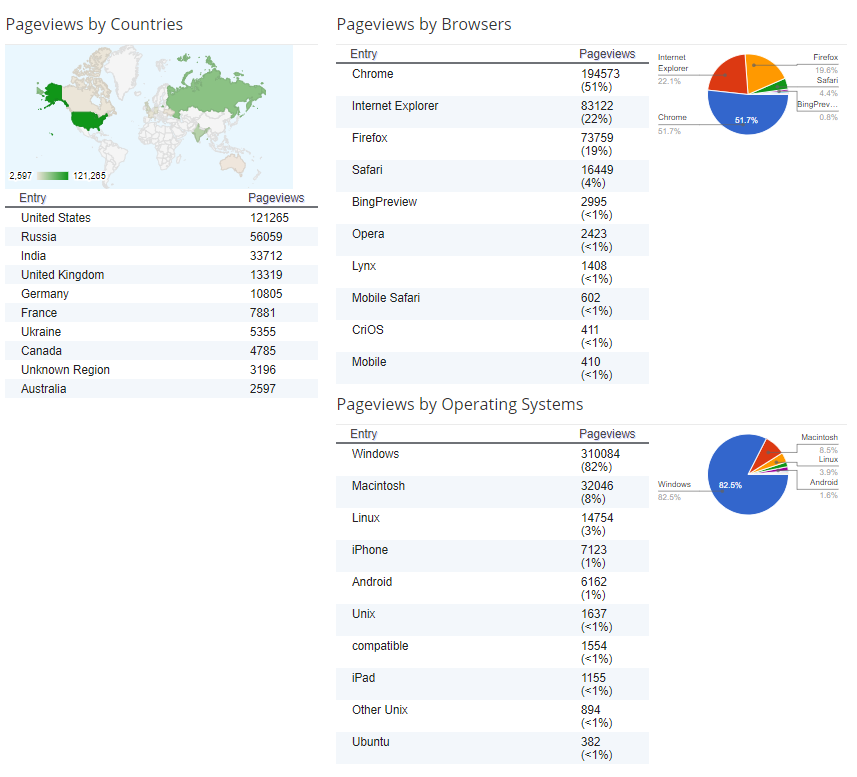 Pageviews by Countries
2,597 121,265
Entry Pageviews
United States 121265
Russia 56059
India 33712
United Kingdom 13319
Germany 10805
France 7881
Ukraine 5355
Canada 4785
Unknown Region 3196
Australia 2597
Pageviews by Browsers
Entry Pageviews
Chrome 194573
(51%)
Internet Explorer 83122
(22%)
Firefox 73759
(19%)
Safari 16449
(4%)
BingPreview 2995
(<1%)
Opera 2423
(<1%)
Lynx 1408
(<1%)
Mobile Safari 602
(<1%)
CriOS 411
(<1%)
Mobile 410
(<1%)
Internet
Explorer
22.1%
Chrome
51.7%
51.7%
Firefox
19.6%
Safari
4.4%
BingPrev…
0.8%
Pageviews by Operating Systems
Entry Pageviews
Windows 310084
(82%)
Macintosh 32046
(8%)
Linux 14754
(3%)
iPhone 7123
(1%)
Android 6162
(1%)
Unix 1637
(<1%)
compatible 1554
(<1%)
iPad 1155
(<1%)
Other Unix 894
(<1%)
Ubuntu 382
(<1%)
Windows
82.5%
82.5%
Macintosh
8.5%
Linux
3.9%
Android
1.6%